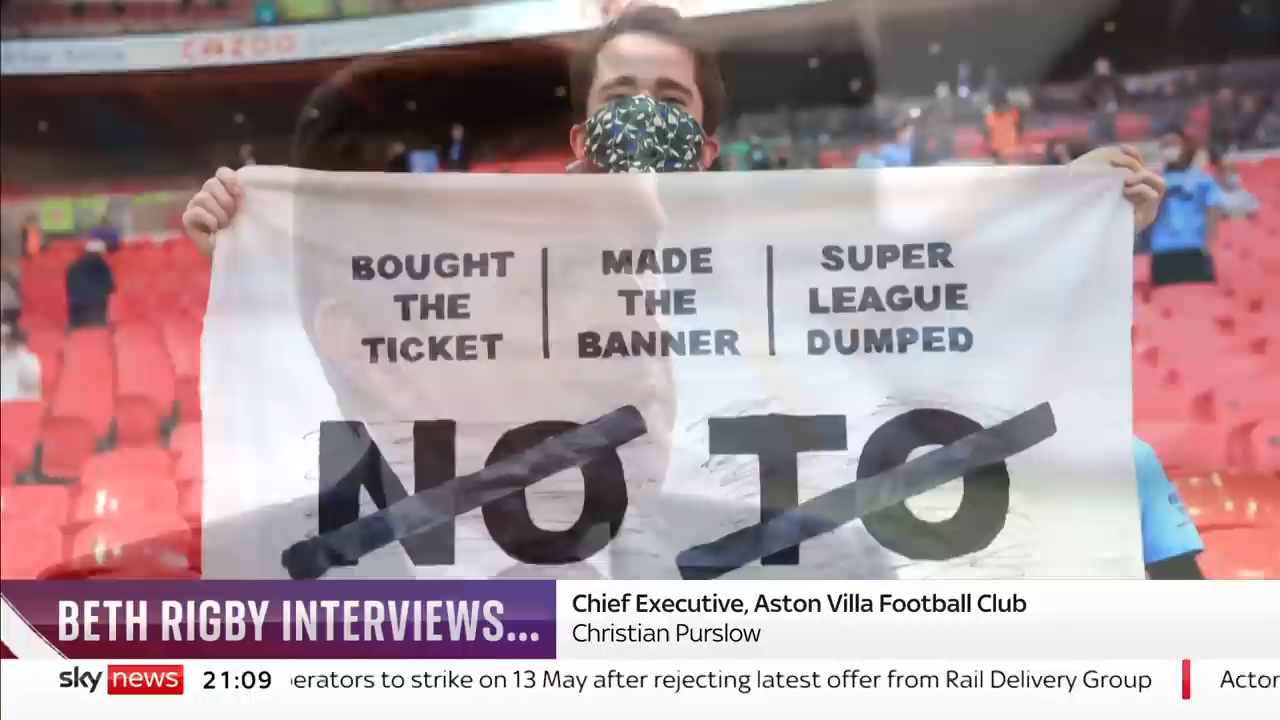 CAZOO
BOUGHT
THE
TICKET
MADE
THE
BANNER
SUPER
LEAGUE
DUMPED
NO TO
BETH RIGBY INTERVIEWS...
Chief Executive, Aston Villa Football Club
Christian Purslow
sky news 21:09 erators to strike on 13 May after rejecting latest offer from Rail Delivery Group Actor